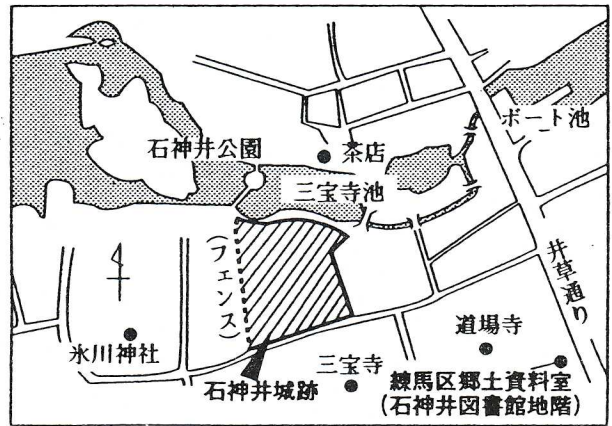 ボート池
石神井公園
茶店
三宝寺池
(フェンス)
井草通り
氷川神社
道場寺
三宝寺
石神井城跡
練馬区郷土資料室
(石神井図書館地階)